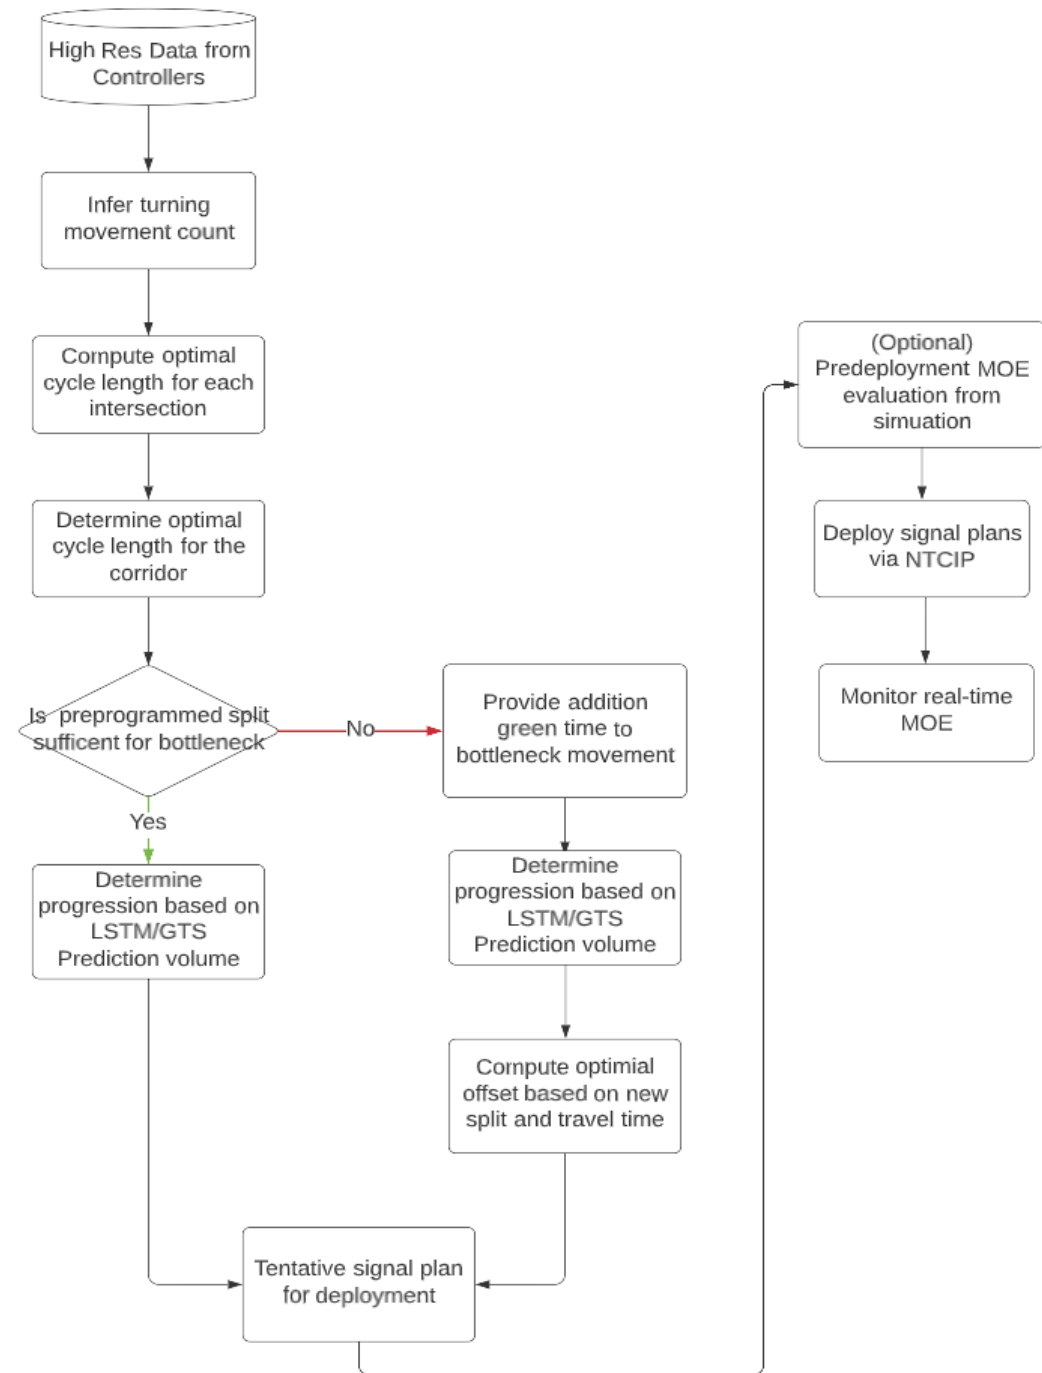 High Res Data from
Controllers
Infer turning
movement count
Compute optimal
cycle length for each
intersection
Determine optimal
cycle length for the
corridor
Is preprogrammed split
sufficent for bottleneck
No
Yes
Provide addition
green time to
bottleneck movement
Determine
progression based on
LSTM/GTS
Prediction volume
Determine
progression based on
LSTM/GTS
Prediction volume
Compute optimial
offset based on new
split and travel time
Tentative signal plan
for deployment
(Optional)
Predeployment MOE
evaluation from
simuation
Deploy signal plans
via NTCIP
Monitor real-time
MOE